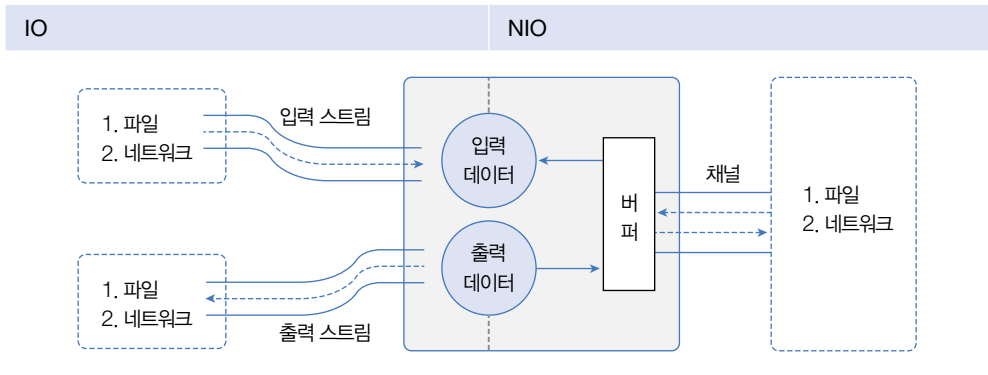 IO
NIO
1. 파일
2. 네트워크
입력 스트림
입력
데이터
버
퍼
채널
1. 파일
2. 네트워크
출력
데이터
1. 파일
2. 네트워크
출력 스트림